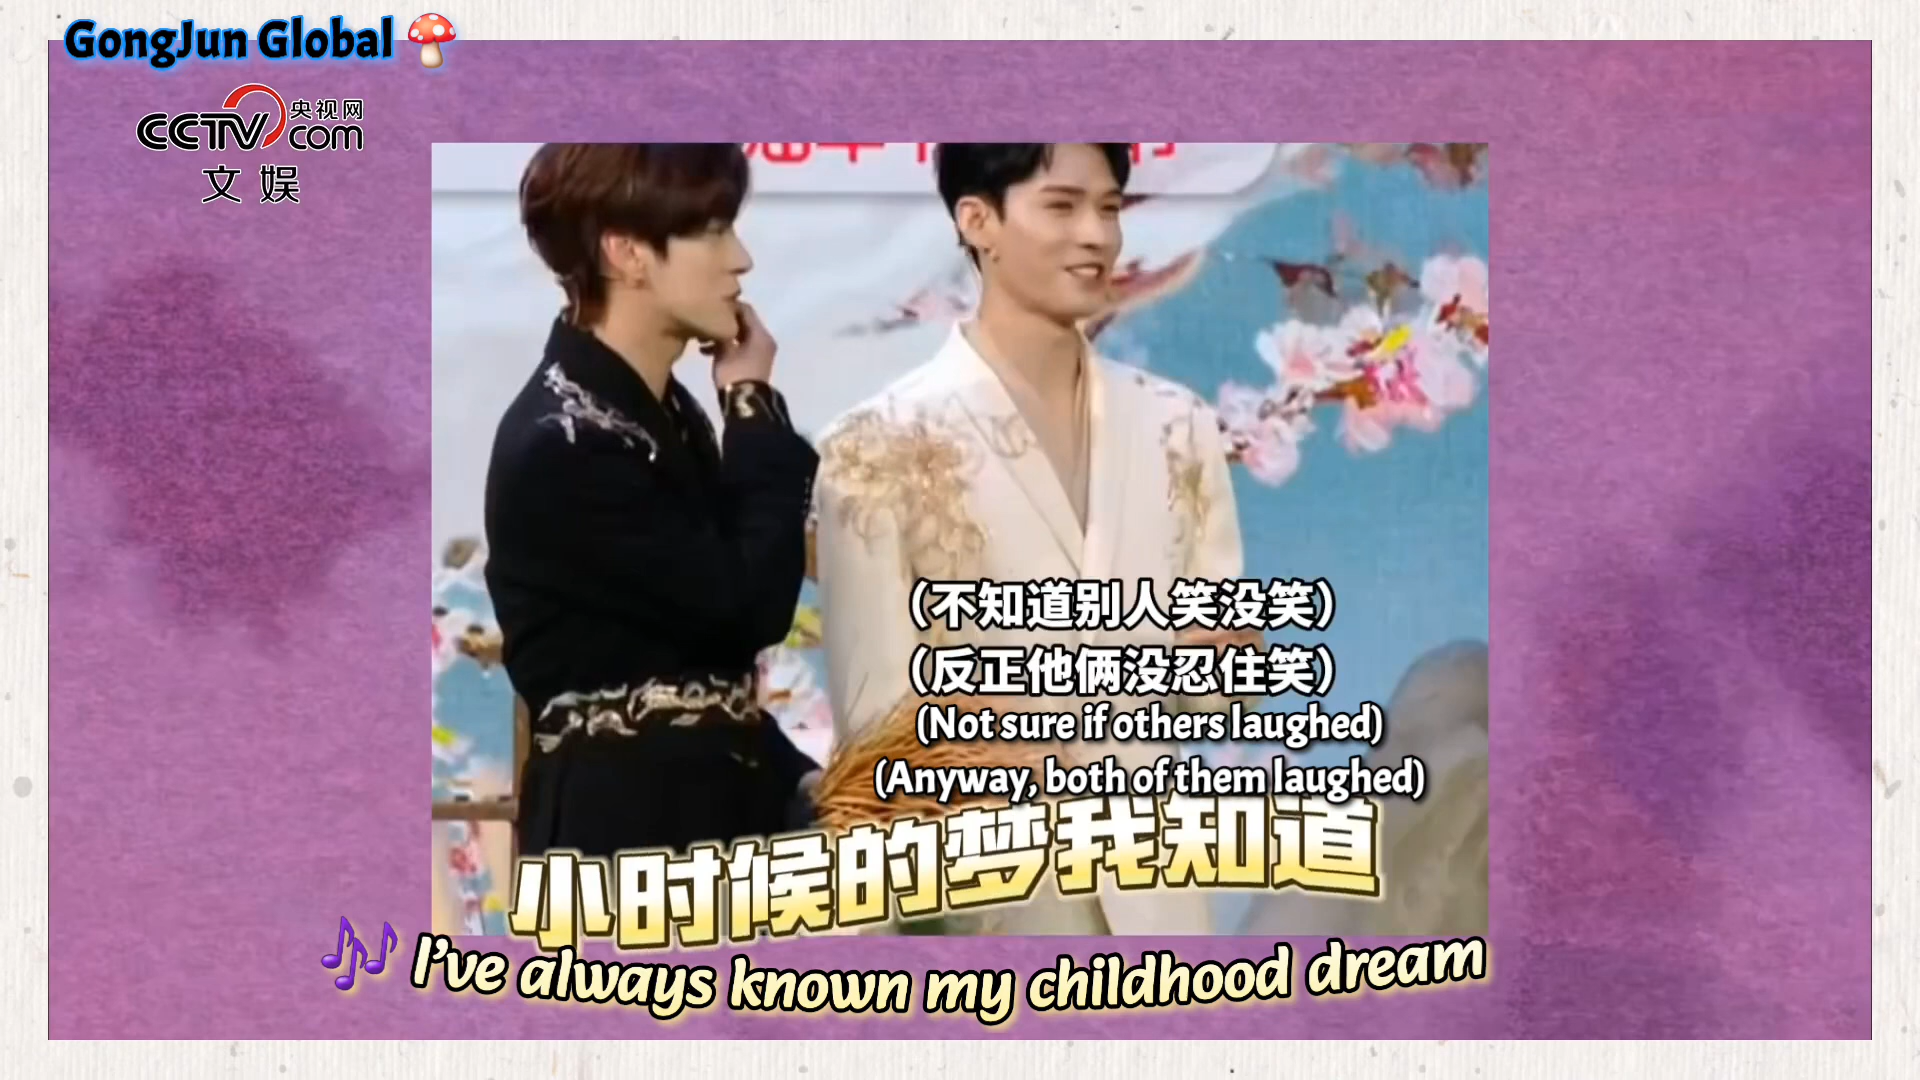 GongJun Global
CCTV 央视网
com
文娱
(不知道别人笑没笑)
(反正他俩没忍住笑)
(Not sure if others laughed)
(Anyway, both of them laughed)
小时候的梦我知道
I've always known my childhood dream